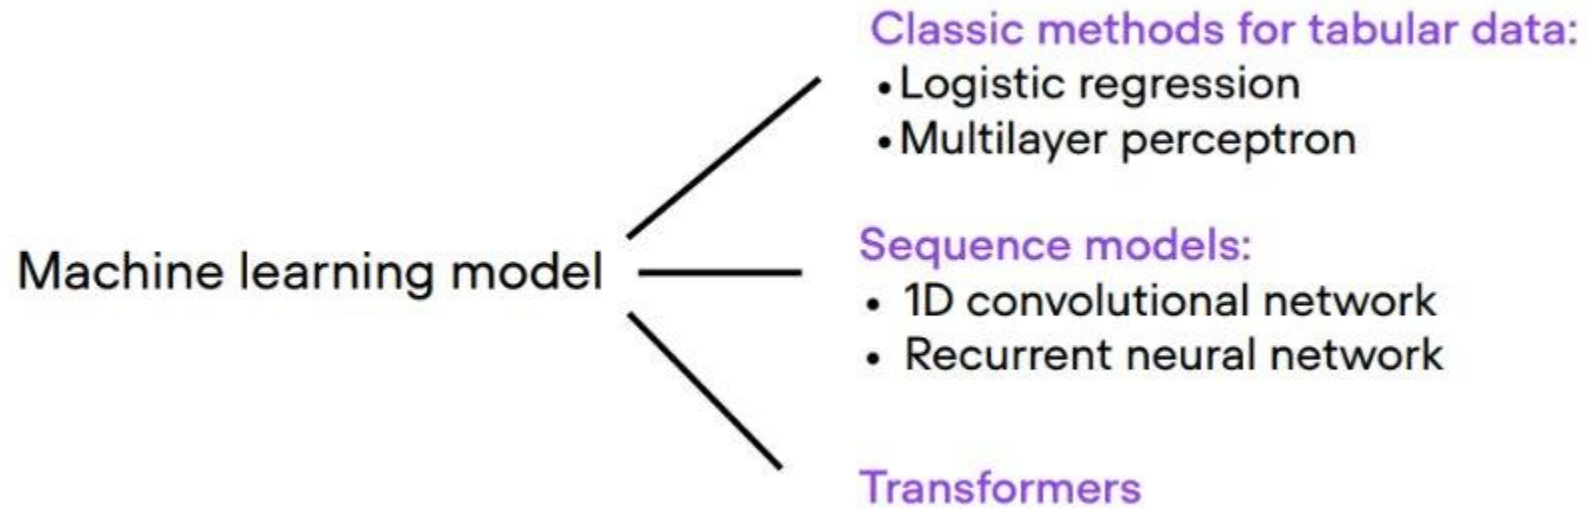 Classic methods for tabular data:
• Logistic regression
• Multilayer perceptron
Machine learning model
Sequence models:
• 1D convolutional network
• Recurrent neural network
Transformers